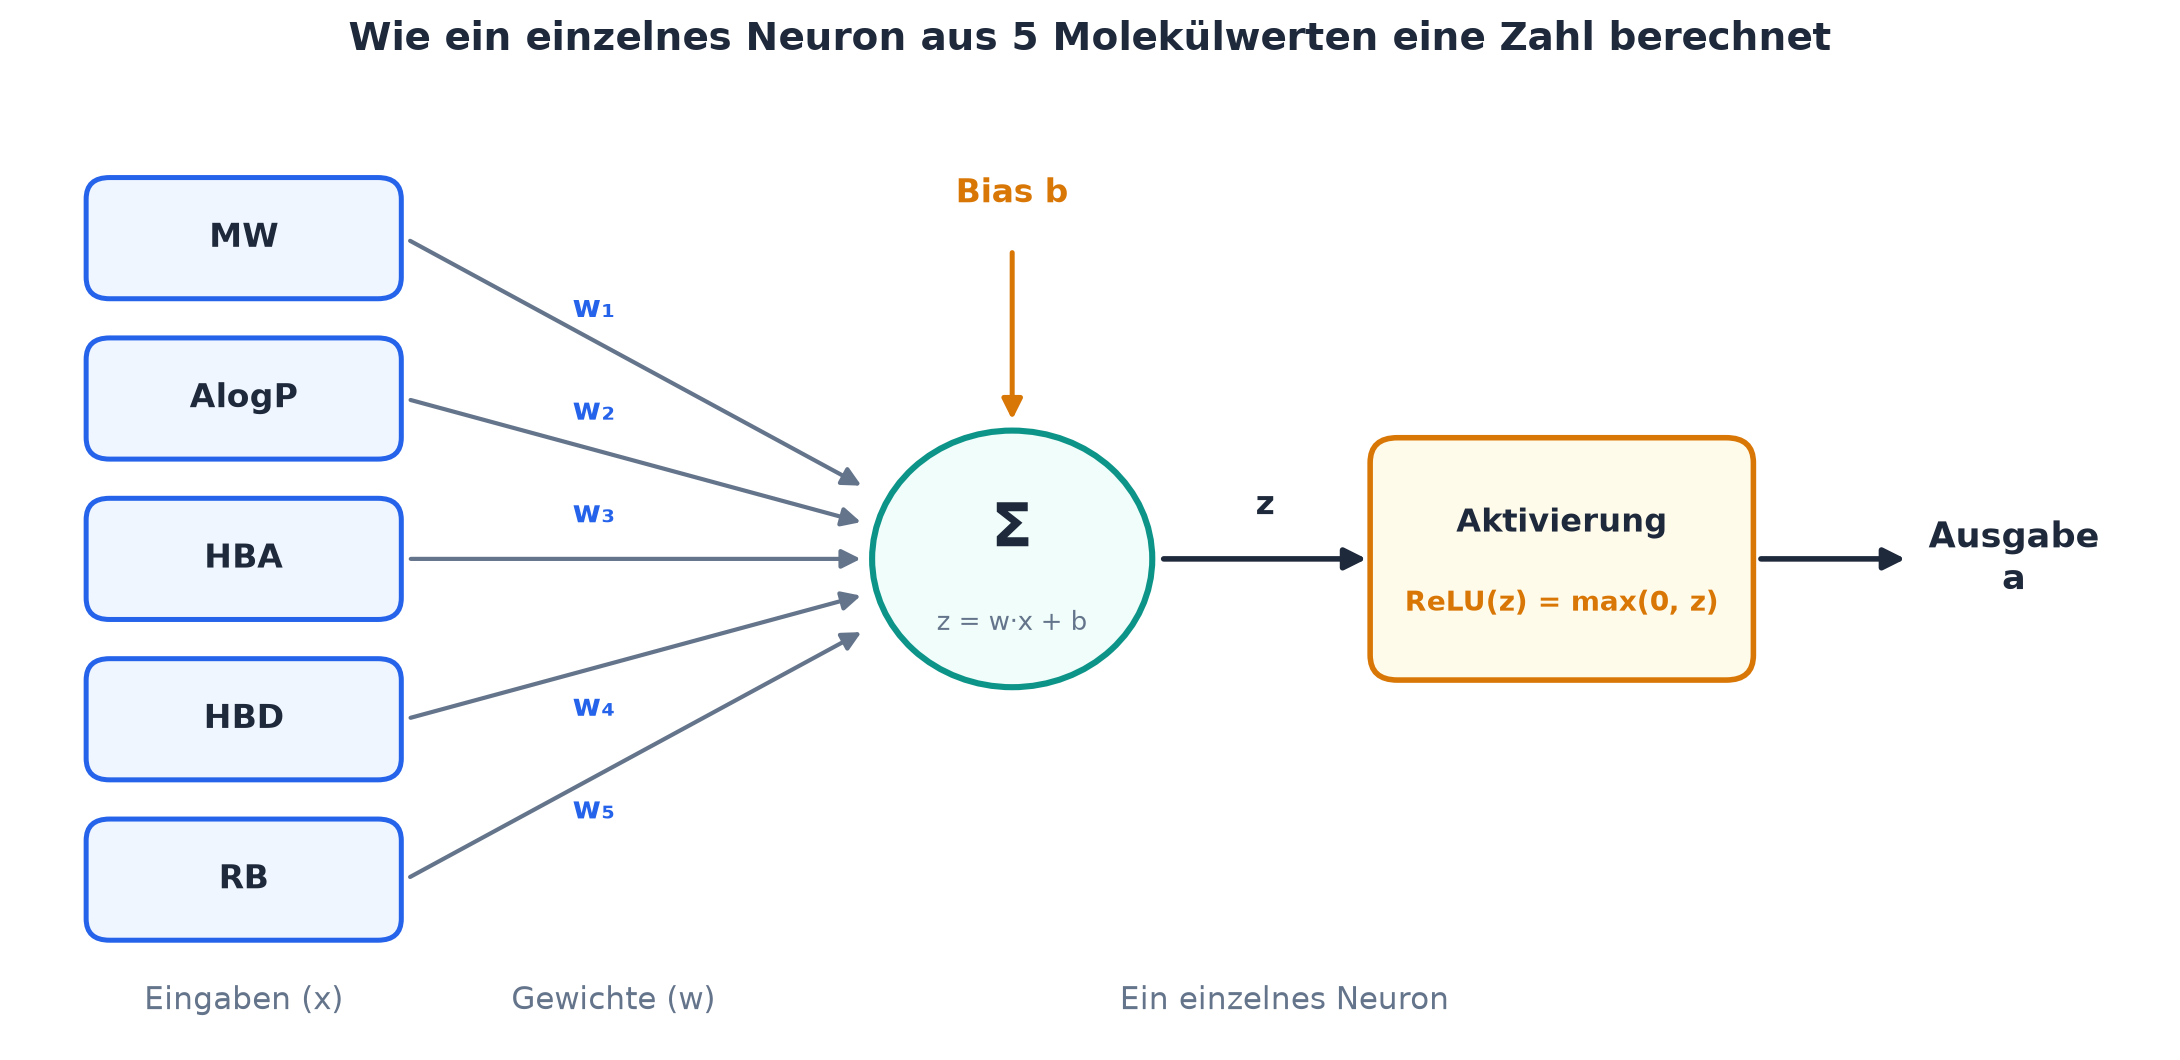 Wie ein einzelnes Neuron aus 5 Molekülwerten eine Zahl berechnet
MW
AlogP
HBA
HBD
RB
w₁
w₂
w₃
w₄
w₅
Bias b
Σ
z = w·x + b
z
Aktivierung
ReLU(z) = max(0, z)
Ausgabe
a
Eingaben (x)
Gewichte (w)
Ein einzelnes Neuron